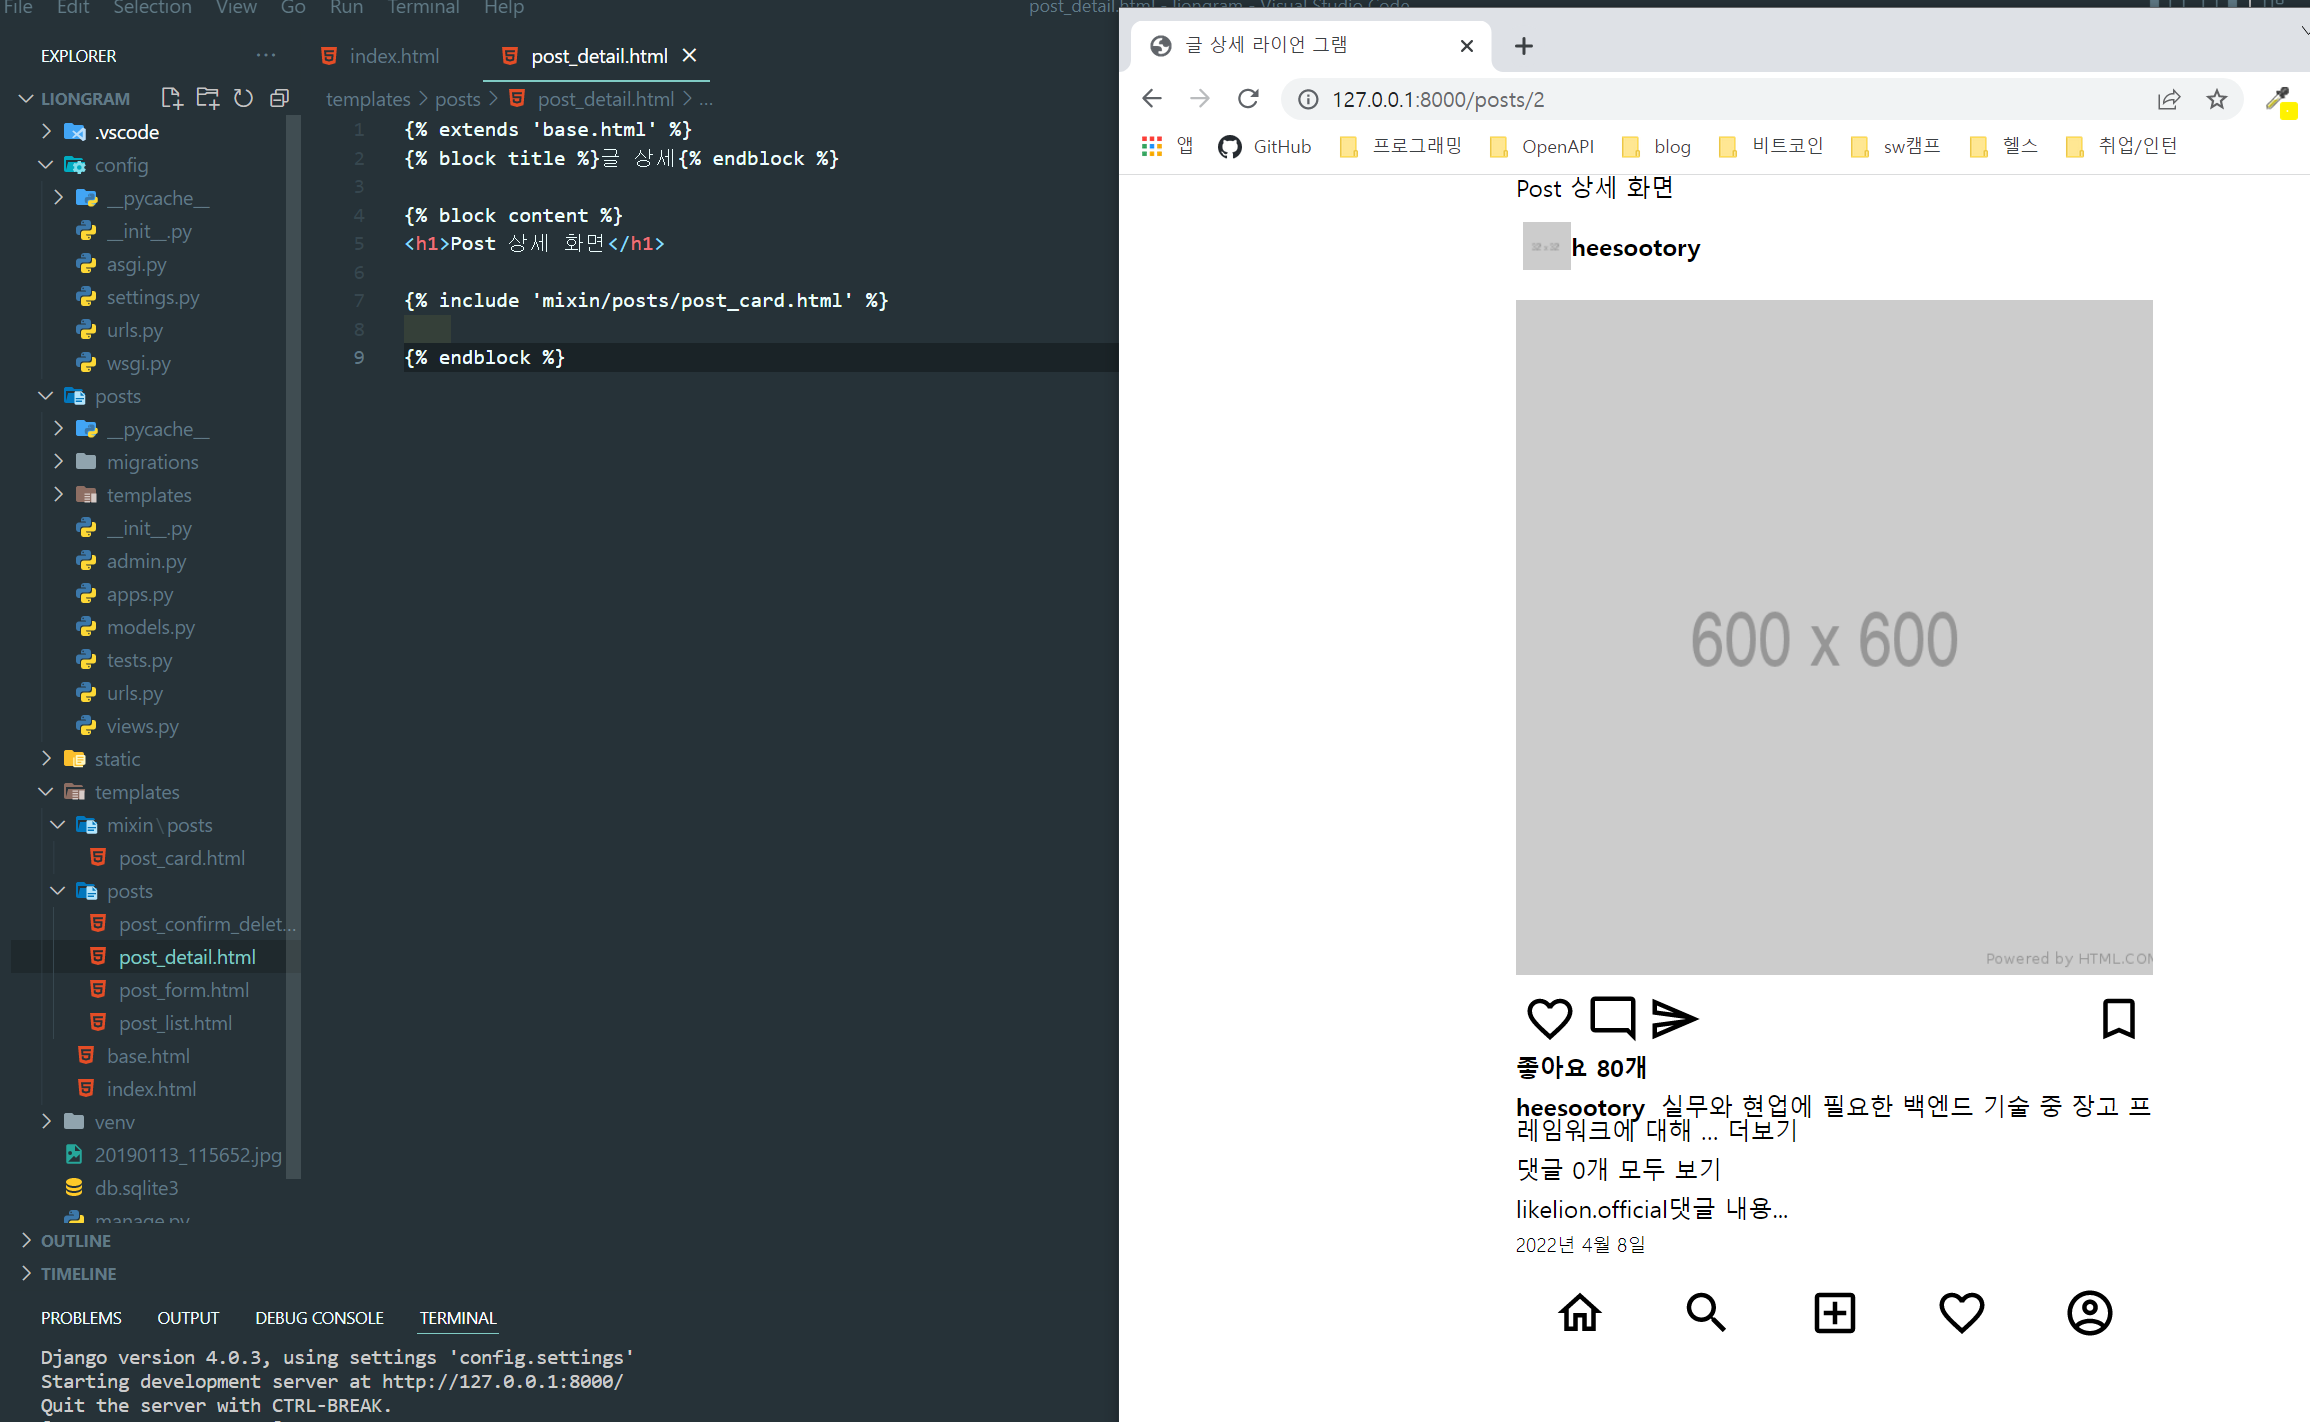 File Edit Selection View Go Run Terminal Help
post_detail.html - liongram - Visual Studio Code
EXPLORER
LIONGRAM
.vscode
config
__pycache__
__init__.py
asgi.py
settings.py
urls.py
wsgi.py
posts
__pycache__
migrations
templates
__init__.py
admin.py
apps.py
models.py
tests.py
urls.py
views.py
static
templates
mixin\posts
post_card.html
posts
post_confirm_delet...
post_detail.html
post_form.html
post_list.html
base.html
index.html
venv
20190113_115652.jpg
db.sqlite3
manage.py
OUTLINE
TIMELINE
index.html
post_detail.html
templates > posts > post_detail.html > ...
1 {% extends 'base.html' %}
2 {% block title %}글 상세{% endblock %}
3
4 {% block content %}
5 <h1>Post 상세 화면</h1>
6
7 {% include 'mixin/posts/post_card.html' %}
8
9 {% endblock %}
PROBLEMS OUTPUT DEBUG CONSOLE TERMINAL
Django version 4.0.3, using settings 'config.settings'
Starting development server at http://127.0.0.1:8000/
Quit the server with CTRL-BREAK.
글 상세 라이언 그램
127.0.0.1:8000/posts/2
앱 GitHub 프로그래밍 OpenAPI blog 비트코인 sw캠프 헬스 취업/인턴
Post 상세 화면
heesootory
600 x 600
Powered by HTML.COM
좋아요 80개
heesootory 실무와 현업에 필요한 백엔드 기술 중 장고 프
레임워크에 대해 ... 더보기
댓글 0개 모두 보기
likelion.official댓글 내용...
2022년 4월 8일